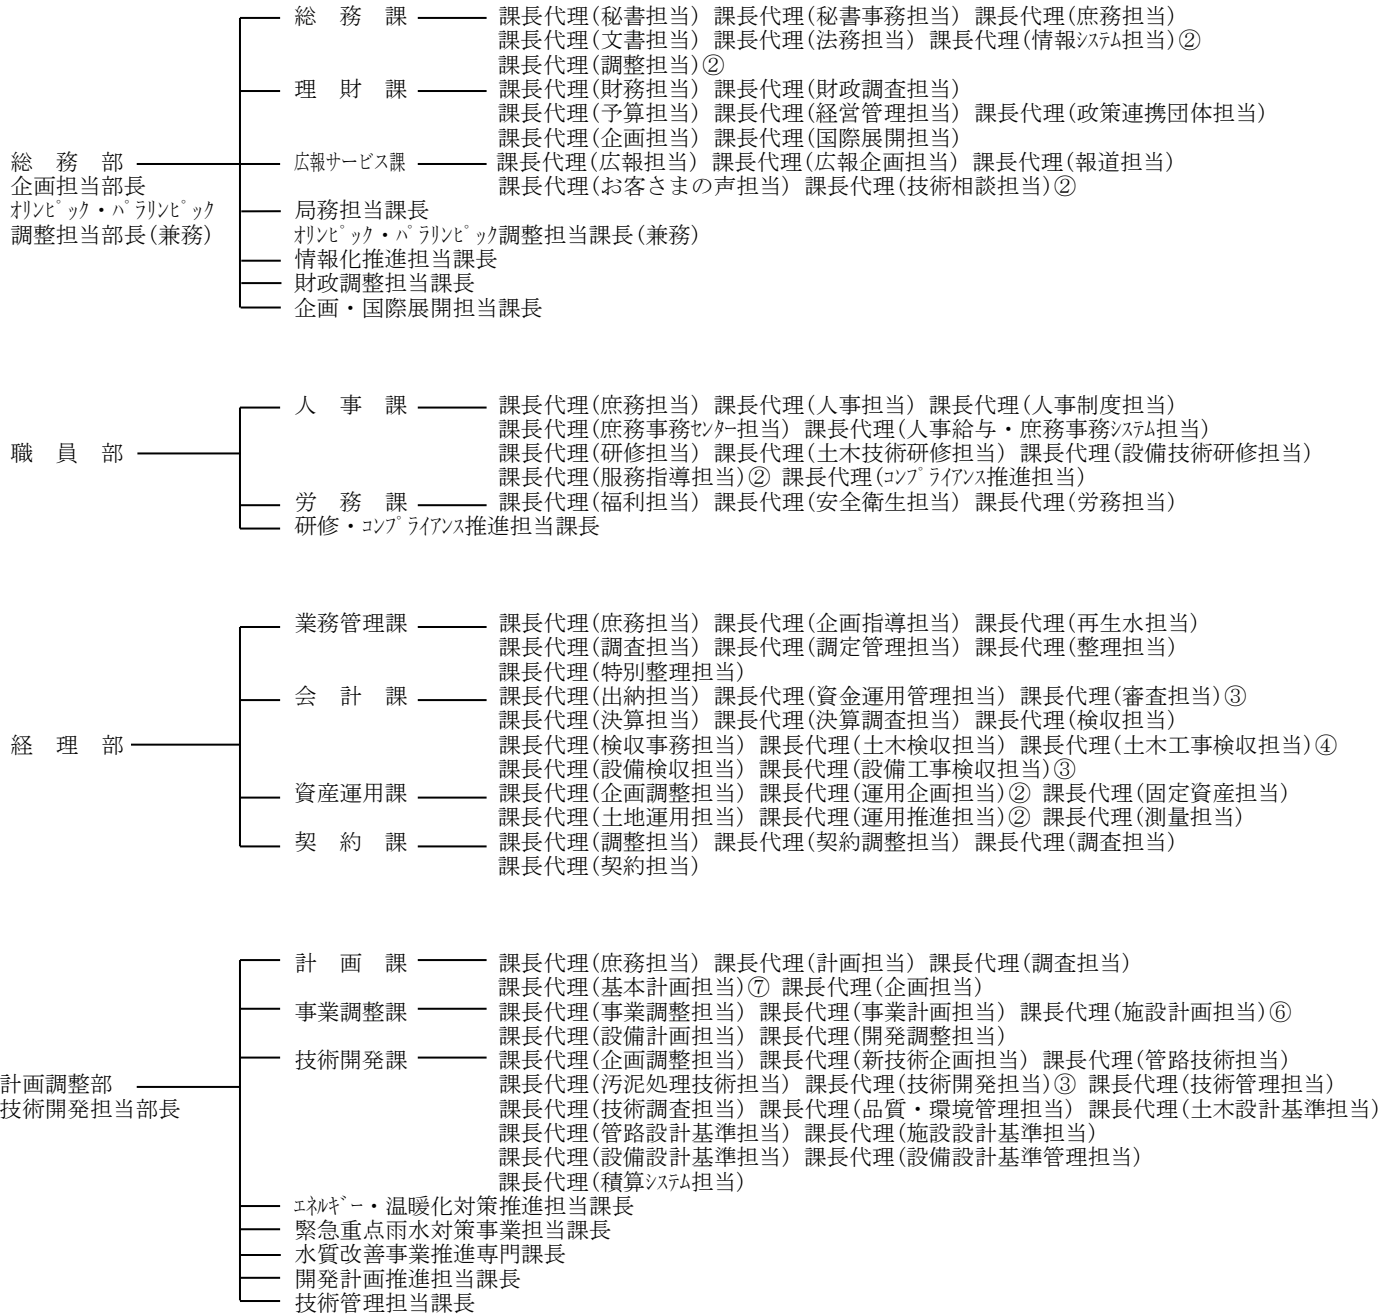 総務課 課長代理(秘書担当) 課長代理(秘書事務担当) 課長代理(庶務担当)
課長代理(文書担当) 課長代理(法務担当) 課長代理(情報ｼｽﾃﾑ担当)②
課長代理(調整担当)②
理財課 課長代理(財務担当) 課長代理(財政調査担当)
課長代理(予算担当) 課長代理(経営管理担当) 課長代理(政策連携団体担当)
課長代理(企画担当) 課長代理(国際展開担当)
総務部 広報サービス課 課長代理(広報担当) 課長代理(広報企画担当) 課長代理(報道担当)
企画担当部長 課長代理(お客さまの声担当) 課長代理(技術相談担当)②
ｵﾘﾝﾋﾟｯｸ・ﾊﾟﾗﾘﾝﾋﾟｯｸ 局務担当課長
調整担当部長(兼務) ｵﾘﾝﾋﾟｯｸ・ﾊﾟﾗﾘﾝﾋﾟｯｸ調整担当課長(兼務)
情報化推進担当課長
財政調整担当課長
企画・国際展開担当課長
人事課 課長代理(庶務担当) 課長代理(人事担当) 課長代理(人事制度担当)
課長代理(庶務事務ｾﾝﾀｰ担当) 課長代理(人事給与・庶務事務ｼｽﾃﾑ担当)
職員部 課長代理(研修担当) 課長代理(土木技術研修担当) 課長代理(設備技術研修担当)
課長代理(服務指導担当)② 課長代理(ｺﾝﾌﾟﾗｲｱﾝｽ推進担当)
労務課 課長代理(福利担当) 課長代理(安全衛生担当) 課長代理(労務担当)
研修・ｺﾝﾌﾟﾗｲｱﾝｽ推進担当課長
業務管理課 課長代理(庶務担当) 課長代理(企画指導担当) 課長代理(再生水担当)
課長代理(調査担当) 課長代理(調定管理担当) 課長代理(整理担当)
課長代理(特別整理担当)
会計課 課長代理(出納担当) 課長代理(資金運用管理担当) 課長代理(審査担当)③
課長代理(決算担当) 課長代理(決算調査担当) 課長代理(検収担当)
経理部 課長代理(検収事務担当) 課長代理(土木検収担当) 課長代理(土木工事検収担当)④
課長代理(設備検収担当) 課長代理(設備工事検収担当)③
資産運用課 課長代理(企画調整担当) 課長代理(運用企画担当)② 課長代理(固定資産担当)
課長代理(土地運用担当) 課長代理(運用推進担当)② 課長代理(測量担当)
契約課 課長代理(調整担当) 課長代理(契約調整担当) 課長代理(調査担当)
課長代理(契約担当)
計画課 課長代理(庶務担当) 課長代理(計画担当) 課長代理(調査担当)
課長代理(基本計画担当)⑦ 課長代理(企画担当)
事業調整課 課長代理(事業調整担当) 課長代理(事業計画担当) 課長代理(施設計画担当)⑥
課長代理(設備計画担当) 課長代理(開発調整担当)
技術開発課 課長代理(企画調整担当) 課長代理(新技術企画担当) 課長代理(管路技術担当)
計画調整部 課長代理(汚泥処理技術担当) 課長代理(技術開発担当)③ 課長代理(技術管理担当)
技術開発担当部長 課長代理(技術調査担当) 課長代理(品質・環境管理担当) 課長代理(土木設計基準担当)
課長代理(管路設計基準担当) 課長代理(施設設計基準担当)
課長代理(設備設計基準担当) 課長代理(設備設計基準管理担当)
課長代理(積算ｼｽﾃﾑ担当)
ｴﾈﾙｷﾞｰ・温暖化対策推進担当課長
緊急重点雨水対策事業担当課長
水質改善事業推進専門課長
開発計画推進担当課長
技術管理担当課長